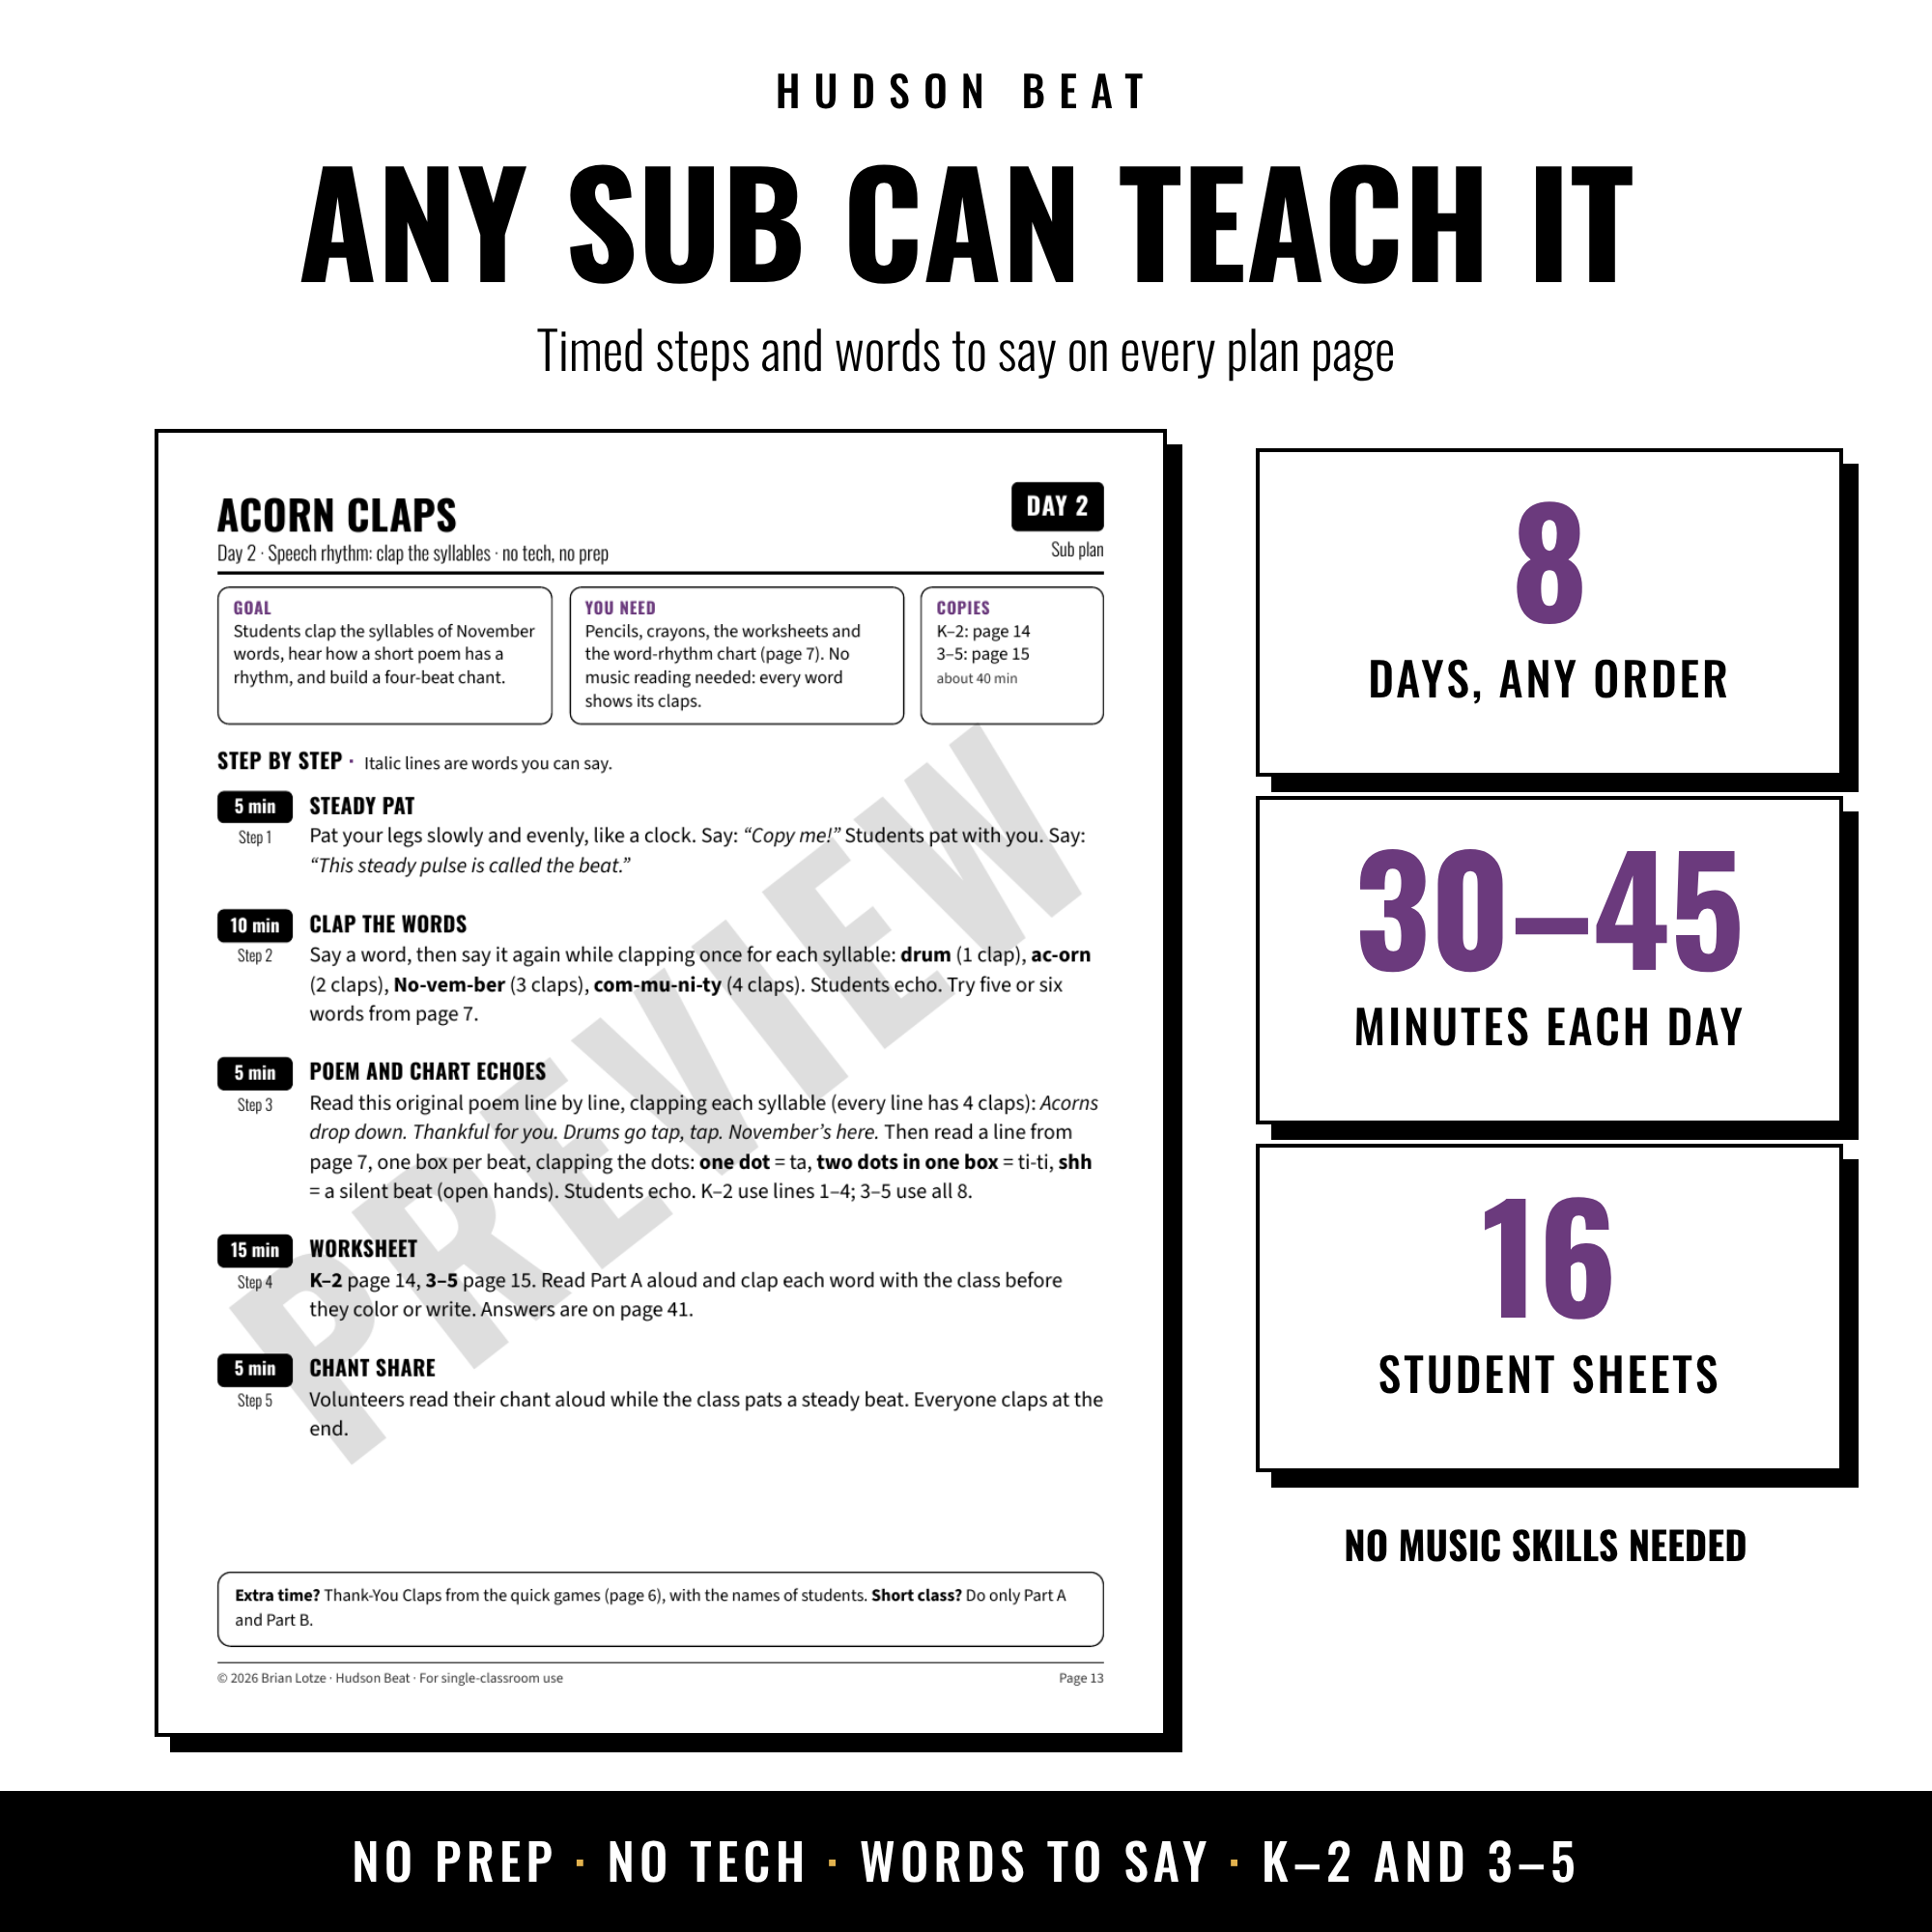 HUDSON BEAT
ANY SUB CAN TEACH IT
Timed steps and words to say on every plan page
ACORN CLAPS
Day 2 · Speech rhythm: clap the syllables · no tech, no prep
DAY 2
Sub plan
GOAL
Students clap the syllables of November
words, hear how a short poem has a
rhythm, and build a four-beat chant.
YOU NEED
Pencils, crayons, the worksheets and
the word-rhythm chart (page 7). No
music reading needed: every word
shows its claps.
COPIES
K–2: page 14
3–5: page 15
about 40 min
STEP BY STEP · Italic lines are words you can say.
5 min
Step 1
STEADY PAT
Pat your legs slowly and evenly, like a clock. Say: “Copy me!” Students pat with you. Say:
“This steady pulse is called the beat.”
10 min
Step 2
CLAP THE WORDS
Say a word, then say it again while clapping once for each syllable: drum (1 clap), ac-orn
(2 claps), No-vem-ber (3 claps), com-mu-ni-ty (4 claps). Students echo. Try five or six
words from page 7.
5 min
Step 3
POEM AND CHART ECHOES
Read this original poem line by line, clapping each syllable (every line has 4 claps): Acorns
drop down. Thankful for you. Drums go tap, tap. November’s here. Then read a line from
page 7, one box per beat, clapping the dots: one dot = ta, two dots in one box = ti-ti, shh
= a silent beat (open hands). Students echo. K–2 use lines 1–4; 3–5 use all 8.
15 min
Step 4
WORKSHEET
K–2 page 14, 3–5 page 15. Read Part A aloud and clap each word with the class before
they color or write. Answers are on page 41.
5 min
Step 5
CHANT SHARE
Volunteers read their chant aloud while the class pats a steady beat. Everyone claps at the
end.
PREVIEW
Extra time? Thank-You Claps from the quick games (page 6), with the names of students. Short class? Do only Part A
and Part B.
© 2026 Brian Lotze · Hudson Beat · For single-classroom use
Page 13
8
DAYS, ANY ORDER
30–45
MINUTES EACH DAY
16
STUDENT SHEETS
NO MUSIC SKILLS NEEDED
NO PREP · NO TECH · WORDS TO SAY · K–2 AND 3–5